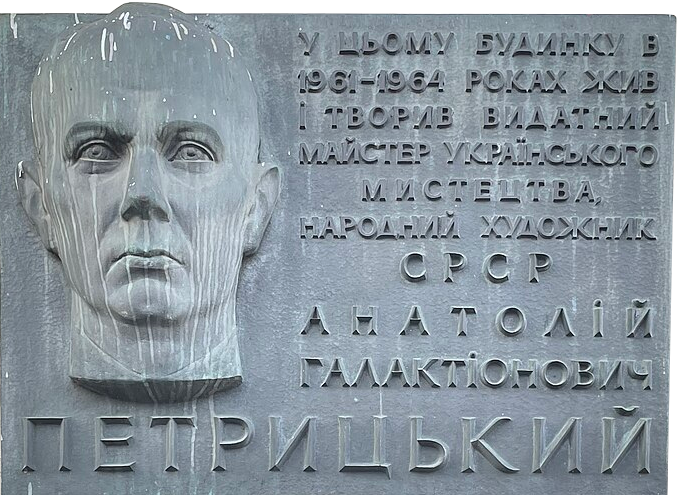 У ЦЬОМУ БУДИНКУ В
1961–1964 РОКАХ ЖИВ
І ТВОРИВ ВИДАТНИЙ
МАЙСТЕР УКРАЇНСЬКОГО
МИСТЕЦТВА,
НАРОДНИЙ ХУДОЖНИК
СРСР
АНАТОЛІЙ
ГАЛАКТІОНОВИЧ
ПЕТРИЦЬКИЙ